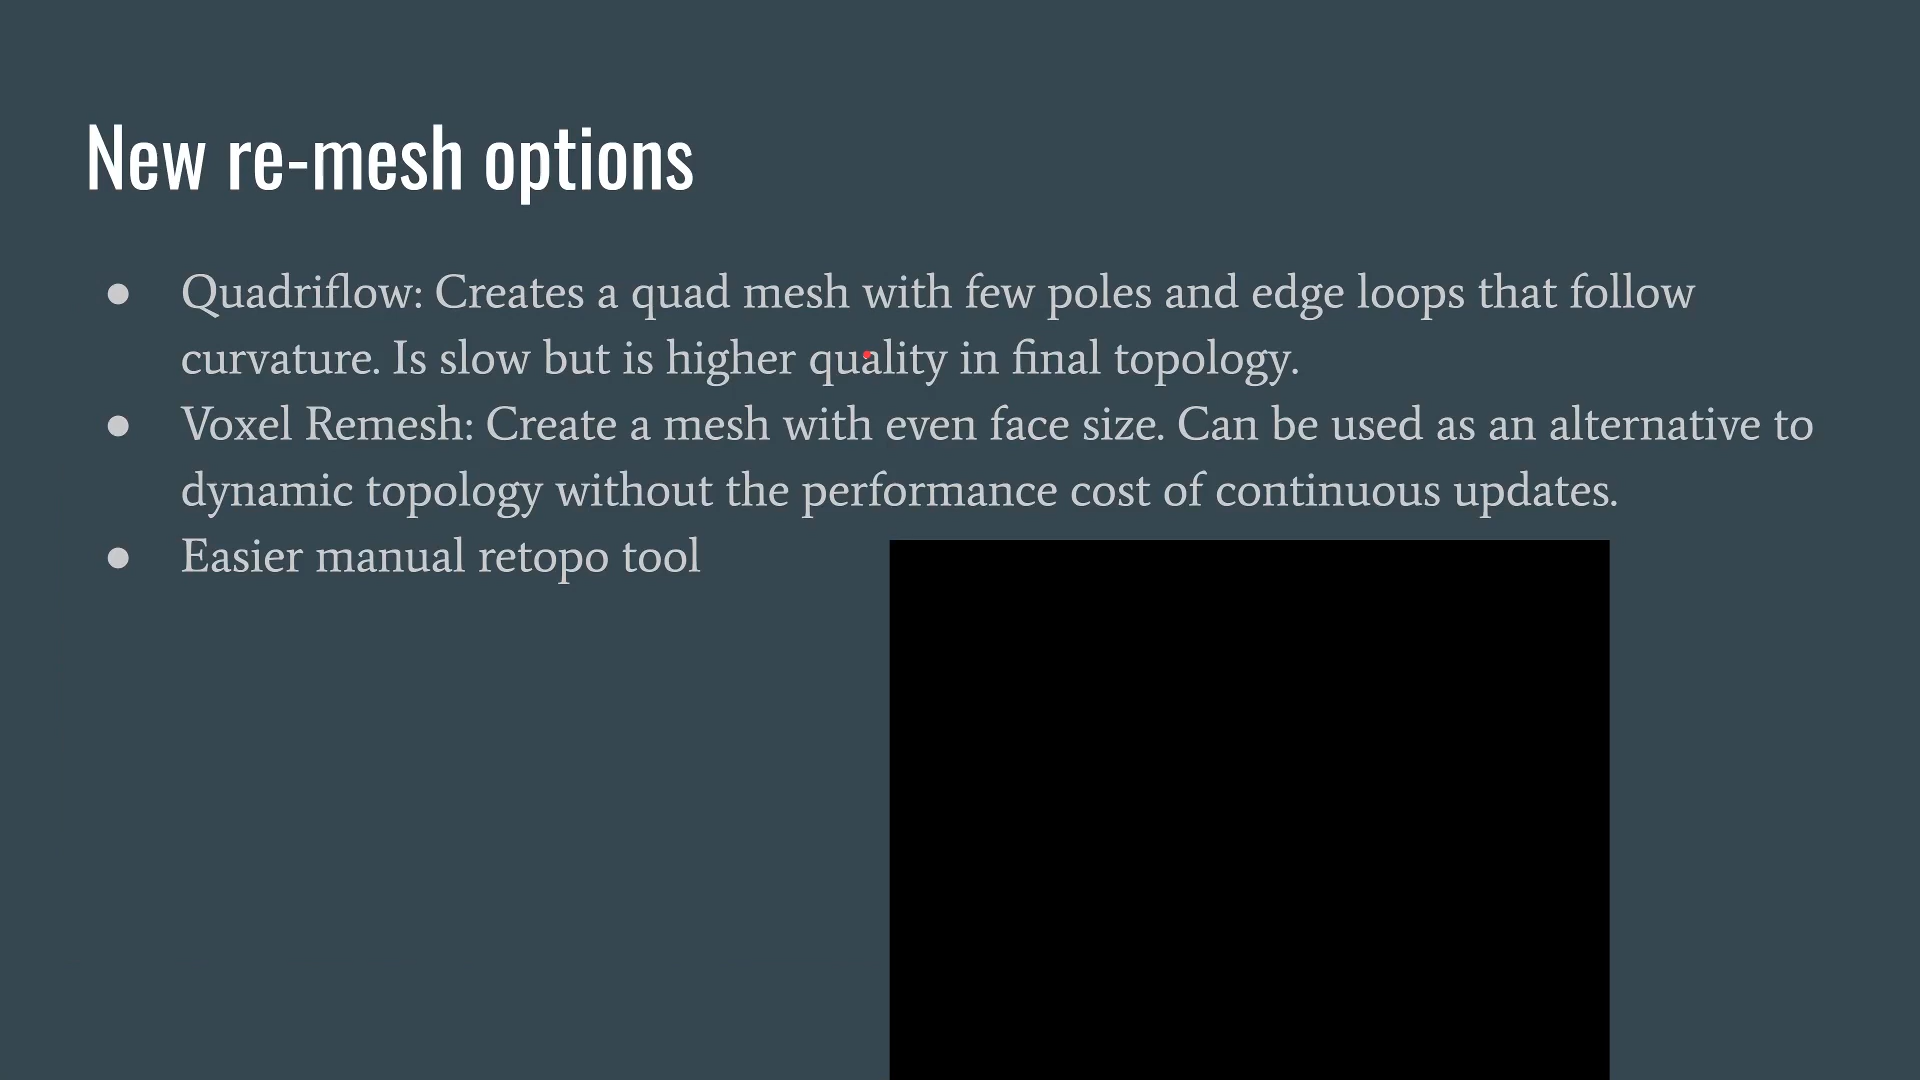 New re-mesh options
● Quadriflow: Creates a quad mesh with few poles and edge loops that follow
curvature. Is slow but is higher quality in final topology.
● Voxel Remesh: Create a mesh with even face size. Can be used as an alternative to
dynamic topology without the performance cost of continuous updates.
● Easier manual retopo tool